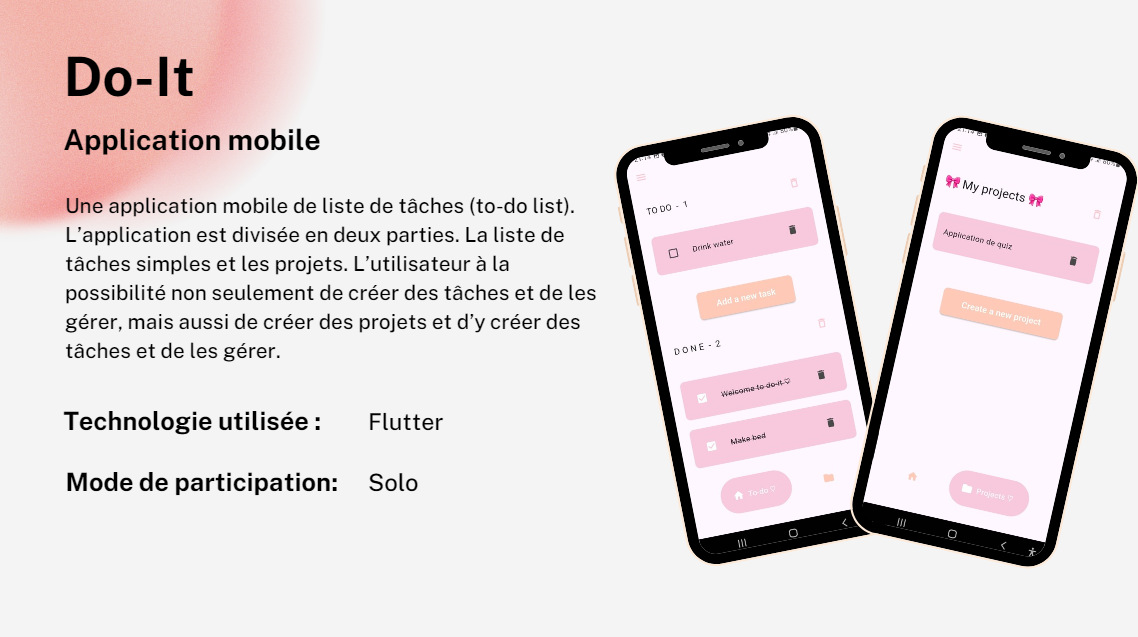 Do-It
Application mobile
Une application mobile de liste de tâches (to-do list).
L’application est divisée en deux parties. La liste de
tâches simples et les projets. L’utilisateur à la
possibilité non seulement de créer des tâches et de les
gérer, mais aussi de créer des projets et d’y créer des
tâches et de les gérer.
Technologie utilisée : Flutter
Mode de participation: Solo
TO DO - 1
Drink water
Add a new task
DONE - 2
Welcome to do-it ♡
Make bed
To-do ♡
🎀 My projects 🎀
Application de quiz
Create a new project
Projects ♡